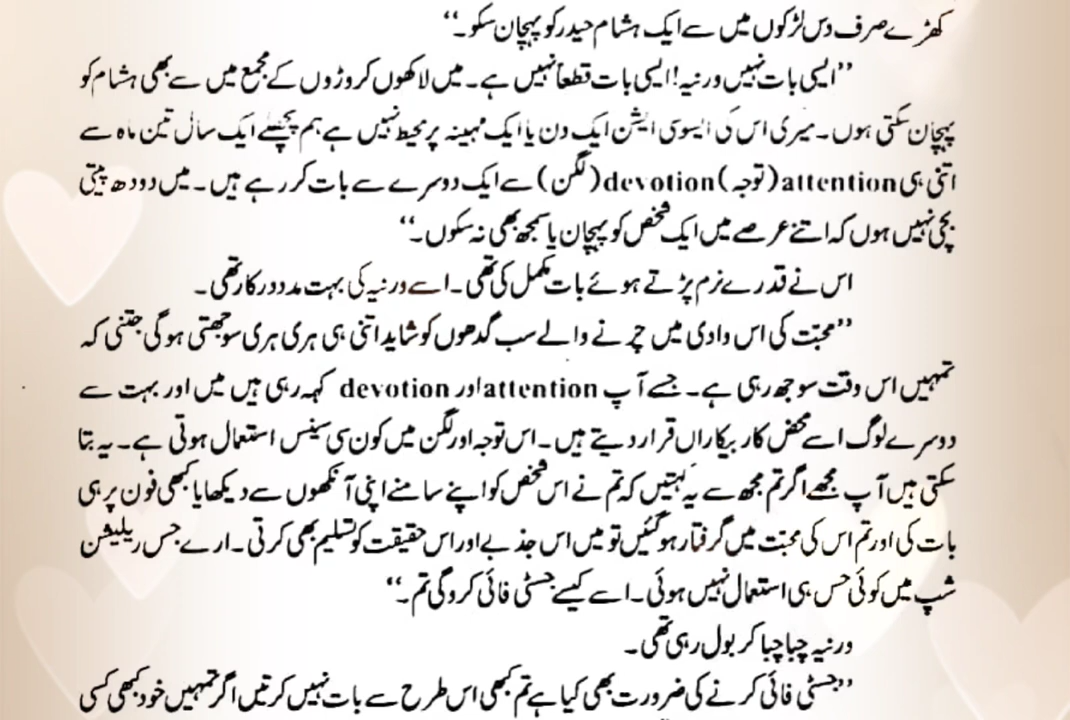 کھڑے صرف دس لڑکوں میں سے ایک ہشام حیدر کو پہچان سکو۔“
”ایسی بات نہیں ورنیہ! ایسی بات قطعاً نہیں ہے۔ میں لاکھوں کروڑوں کے مجمع میں سے بھی ہشام کو
پہچان سکتی ہوں۔ میری اس کی ایسوسی ایشن ایک دن یا ایک مہینہ پر محیط نہیں ہے ہم پچھلے ایک سال تین ماہ سے
اتنی ہی attention (توجہ) devotion (لگن) سے ایک دوسرے سے بات کر رہے ہیں۔ میں دودھ پیتی
بچی نہیں ہوں کہ اتنے عرصے میں ایک شخص کو پہچان یا سمجھ بھی نہ سکوں۔“
اس نے قدرے نرم پڑتے ہوئے بات مکمل کی تھی۔ اسے ورنیہ کی بہت مدد درکار تھی۔
”محبّت کی اس وادی میں چرنے والے سب گدھوں کو شاید اتنی ہی ہری ہری سوجھتی ہوگی جتنی کہ
تمہیں اس وقت سوجھ رہی ہے۔ جسے آپ attention اور devotion کہہ رہی ہیں میں اور بہت سے
دوسرے لوگ اسے محض کار بیکاراں قرار دیتے ہیں۔ اس توجہ اور لگن میں کون سی سینس استعمال ہوتی ہے۔ یہ بتا
سکتی ہیں آپ مجھے اگر تم مجھ سے یہ کہتیں کہ تم نے اس شخص کو اپنے سامنے اپنی آنکھوں سے دیکھا یا کبھی فون پر ہی
بات کی اور تم اس کی محبّت میں گرفتار ہوگئیں تو میں اس جذبے اور اس حقیقت کو تسلیم بھی کرتی۔ ارے جس ریلیشن
شپ میں کوئی حس ہی استعمال نہیں ہوئی۔ اسے کیسے جسٹی فائی کروگی تم۔“
ورنیہ چبا چبا کر بول رہی تھی۔
”جسٹی فائی کرنے کی ضرورت بھی کیا ہے تم کبھی اس طرح سے بات نہیں کرتیں اگر تمہیں خود کبھی کسی